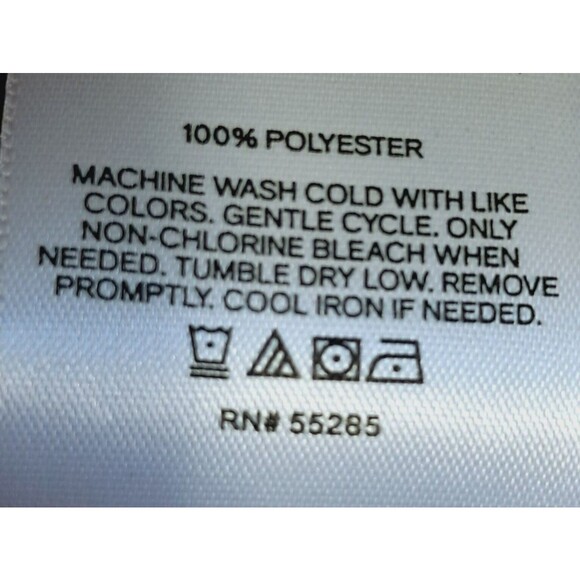 100% POLYESTER
MACHINE WASH COLD WITH LIKE
COLORS. GENTLE CYCLE. ONLY
NON-CHLORINE BLEACH WHEN
NEEDED. TUMBLE DRY LOW. REMOVE
PROMPTLY. COOL IRON IF NEEDED.
RN# 55285